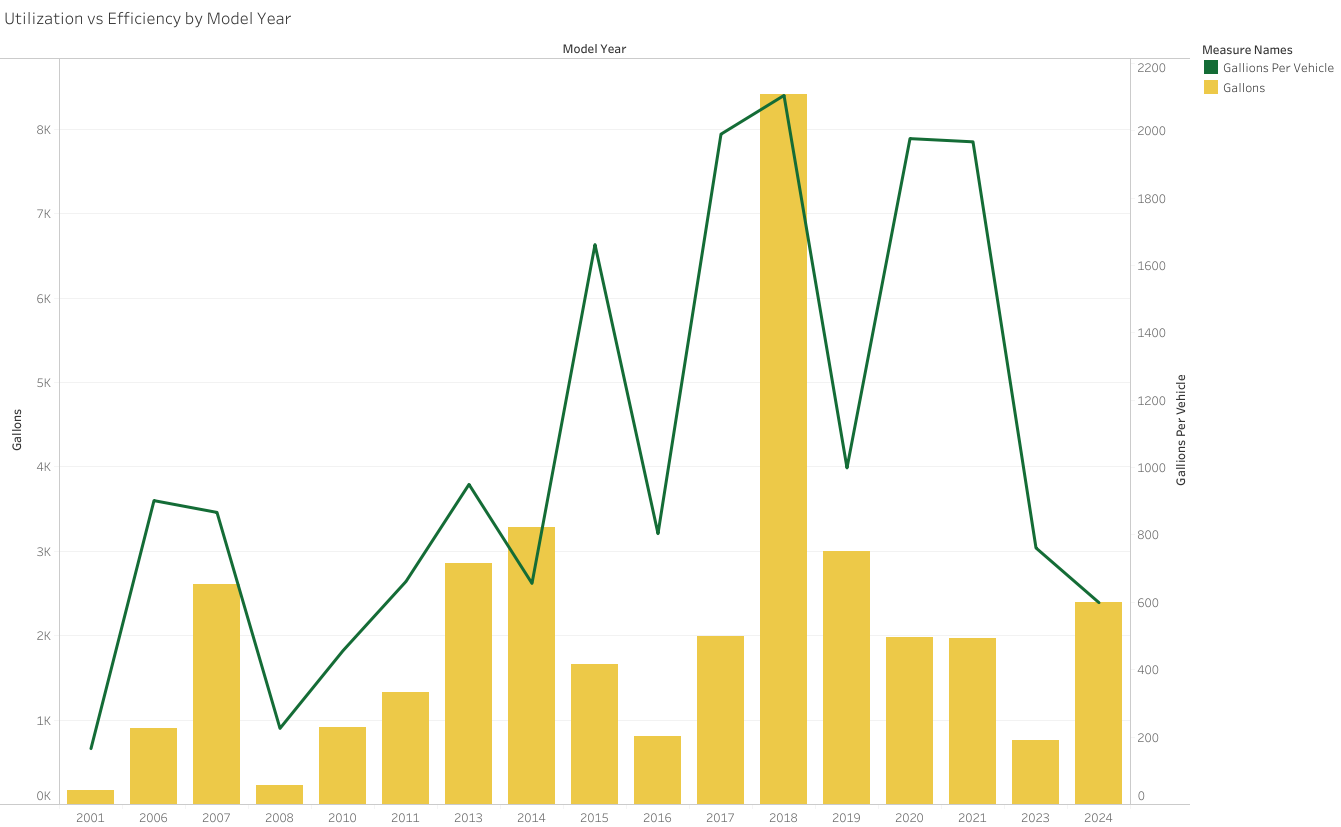 Utilization vs Efficiency by Model Year
Model Year
Measure Names
Gallions Per Vehicle
Gallons
8K
7K
6K
5K
4K
3K
2K
1K
0K
Gallons
2200
2000
1800
1600
1400
1200
1000
800
600
400
200
0
Gallions Per Vehicle
2001 2006 2007 2008 2010 2011 2013 2014 2015 2016 2017 2018 2019 2020 2021 2023 2024